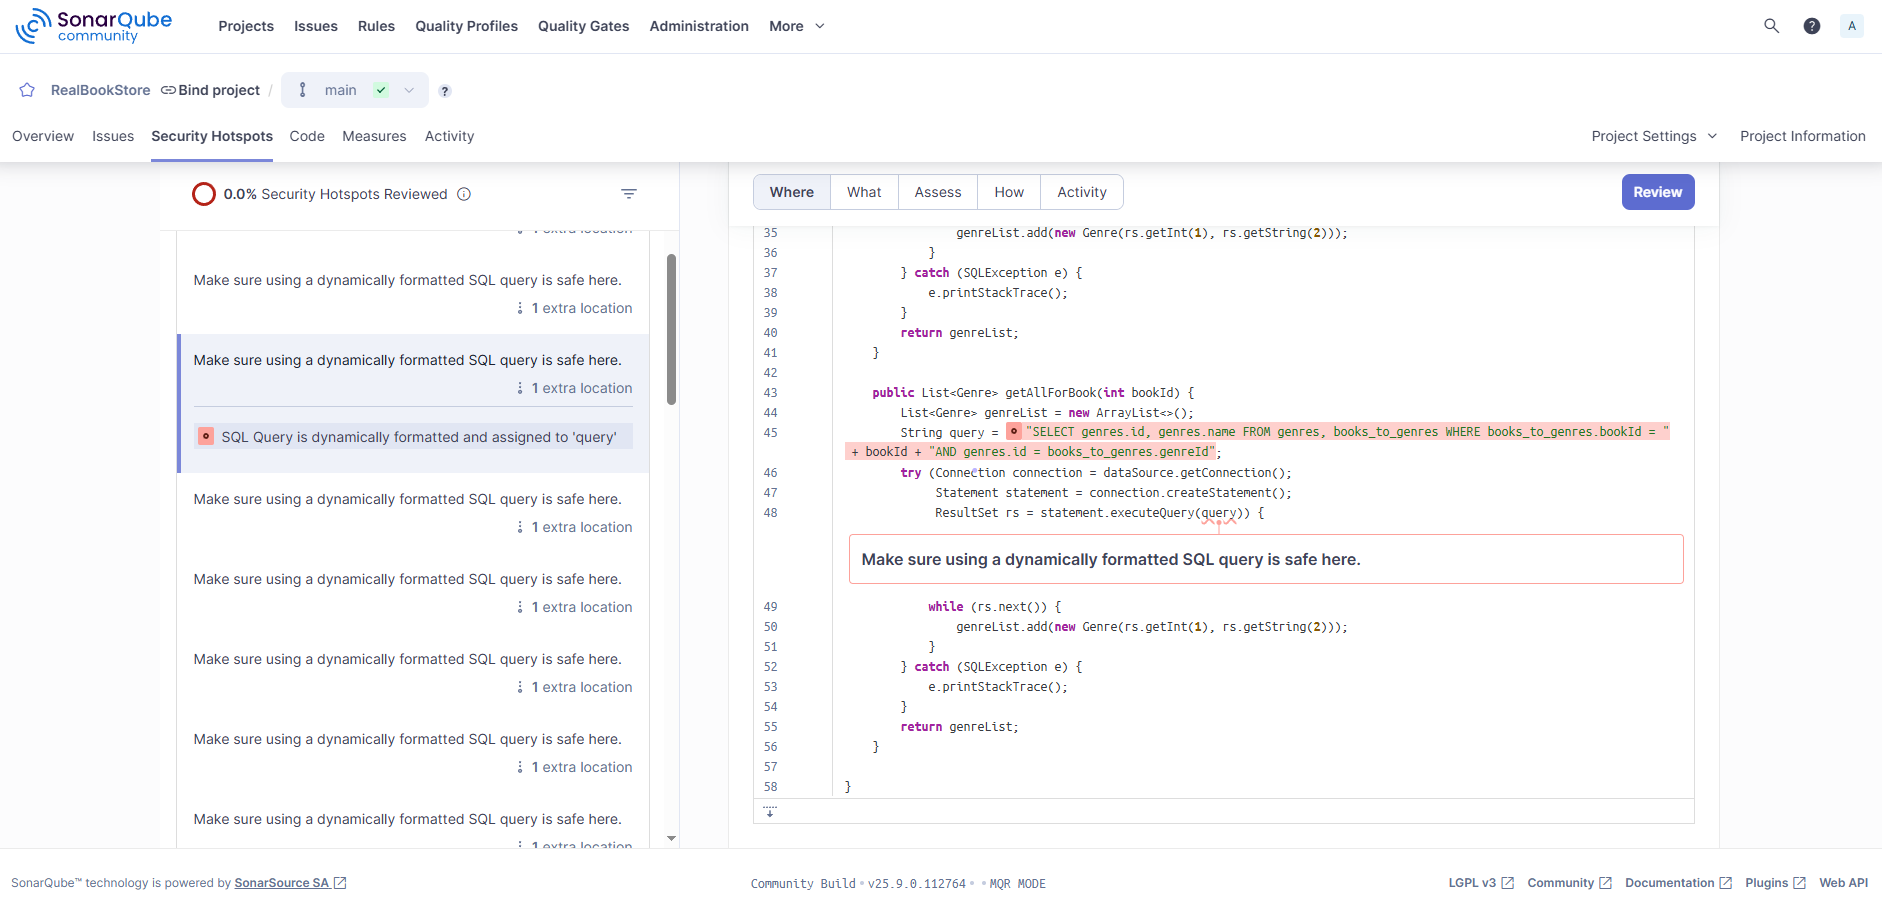 SonarQube
community
Projects Issues Rules Quality Profiles Quality Gates Administration More
? A
RealBookStore Bind project / main ?
Overview Issues Security Hotspots Code Measures Activity Project Settings Project Information
0.0% Security Hotspots Reviewed
Where What Assess How Activity Review
1 extra location
Make sure using a dynamically formatted SQL query is safe here.
1 extra location
Make sure using a dynamically formatted SQL query is safe here.
1 extra location
SQL Query is dynamically formatted and assigned to 'query'
Make sure using a dynamically formatted SQL query is safe here.
1 extra location
Make sure using a dynamically formatted SQL query is safe here.
1 extra location
Make sure using a dynamically formatted SQL query is safe here.
1 extra location
Make sure using a dynamically formatted SQL query is safe here.
1 extra location
Make sure using a dynamically formatted SQL query is safe here.
1 extra location
35 genreList.add(new Genre(rs.getInt(1), rs.getString(2)));
36 }
37 } catch (SQLException e) {
38 e.printStackTrace();
39 }
40 return genreList;
41 }
42
43 public List<Genre> getAllForBook(int bookId) {
44 List<Genre> genreList = new ArrayList<>();
45 String query = "SELECT genres.id, genres.name FROM genres, books_to_genres WHERE books_to_genres.bookId = "
+ bookId + "AND genres.id = books_to_genres.genreId";
46 try (Connection connection = dataSource.getConnection();
47 Statement statement = connection.createStatement();
48 ResultSet rs = statement.executeQuery(query)) {
Make sure using a dynamically formatted SQL query is safe here.
49 while (rs.next()) {
50 genreList.add(new Genre(rs.getInt(1), rs.getString(2)));
51 }
52 } catch (SQLException e) {
53 e.printStackTrace();
54 }
55 return genreList;
56 }
57
58 }
SonarQube™ technology is powered by SonarSource SA
Community Build • v25.9.0.112764 • • MQR MODE
LGPL v3 Community Documentation Plugins Web API